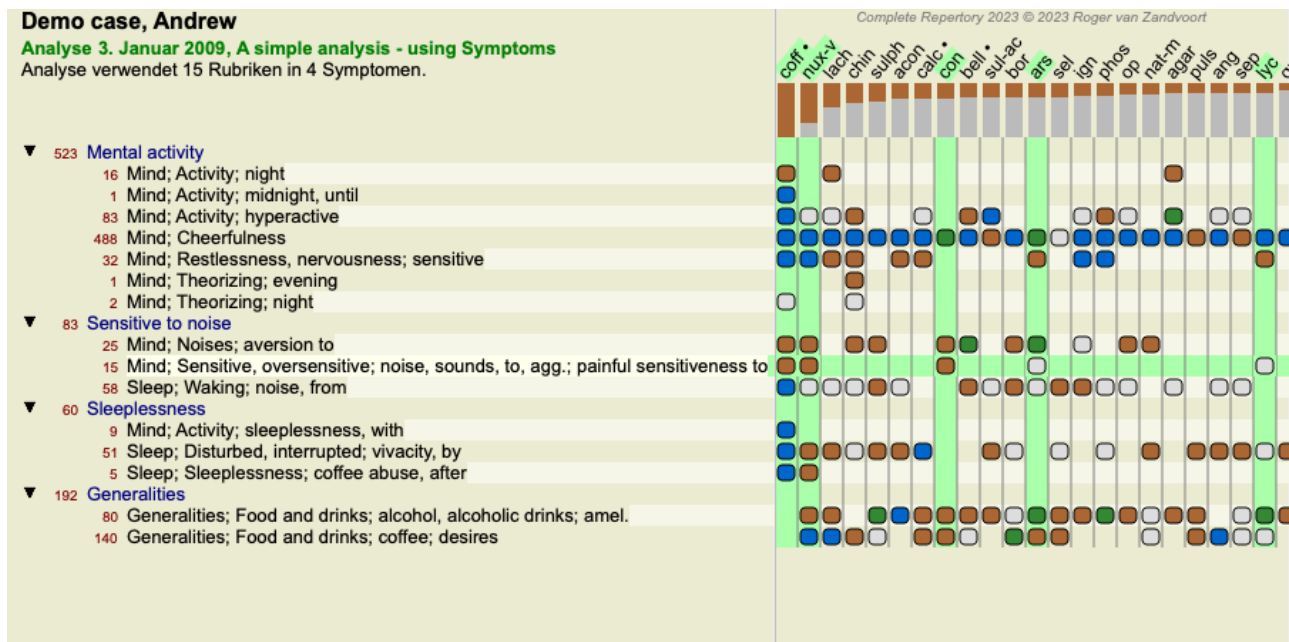 Demo case, Andrew
Complete Repertory 2023 © 2023 Roger van Zandvoort
Analyse 3. Januar 2009, A simple analysis - using Symptoms
Analyse verwendet 15 Rubriken in 4 Symptomen.
coff • nux-v lach chin sulph acon calc • con bell • sul-ac bor ars sel ign phos op nat-m agar puls ang sep lyc
▼ 523 Mental activity
16 Mind; Activity; night
1 Mind; Activity; midnight, until
83 Mind; Activity; hyperactive
488 Mind; Cheerfulness
32 Mind; Restlessness, nervousness; sensitive
1 Mind; Theorizing; evening
2 Mind; Theorizing; night
▼ 83 Sensitive to noise
25 Mind; Noises; aversion to
15 Mind; Sensitive, oversensitive; noise, sounds, to, agg.; painful sensitiveness to
58 Sleep; Waking; noise, from
▼ 60 Sleeplessness
9 Mind; Activity; sleeplessness, with
51 Sleep; Disturbed, interrupted; vivacity, by
5 Sleep; Sleeplessness; coffee abuse, after
▼ 192 Generalities
80 Generalities; Food and drinks; alcohol, alcoholic drinks; amel.
140 Generalities; Food and drinks; coffee; desires